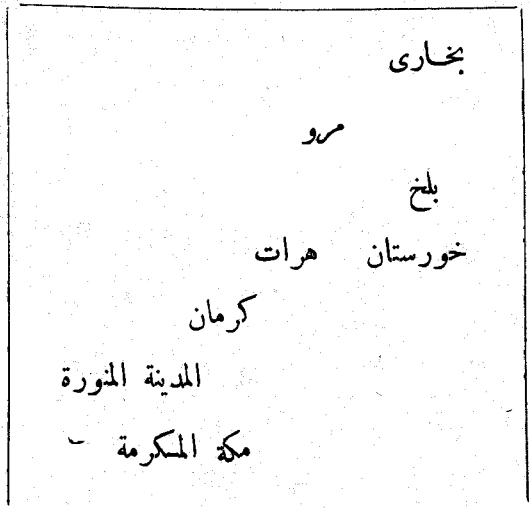 بخارى
مرو
بلخ
خورستان هرات
كرمان
المدينة المنورة
مكة المكرمة